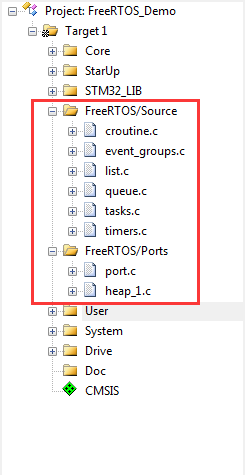 Project: FreeRTOS_Demo
Target 1
Core
StarUp
STM32_LIB
FreeRTOS/Source
croutine.c
event_groups.c
list.c
queue.c
tasks.c
timers.c
FreeRTOS/Ports
port.c
heap_1.c
User
System
Drive
Doc
CMSIS